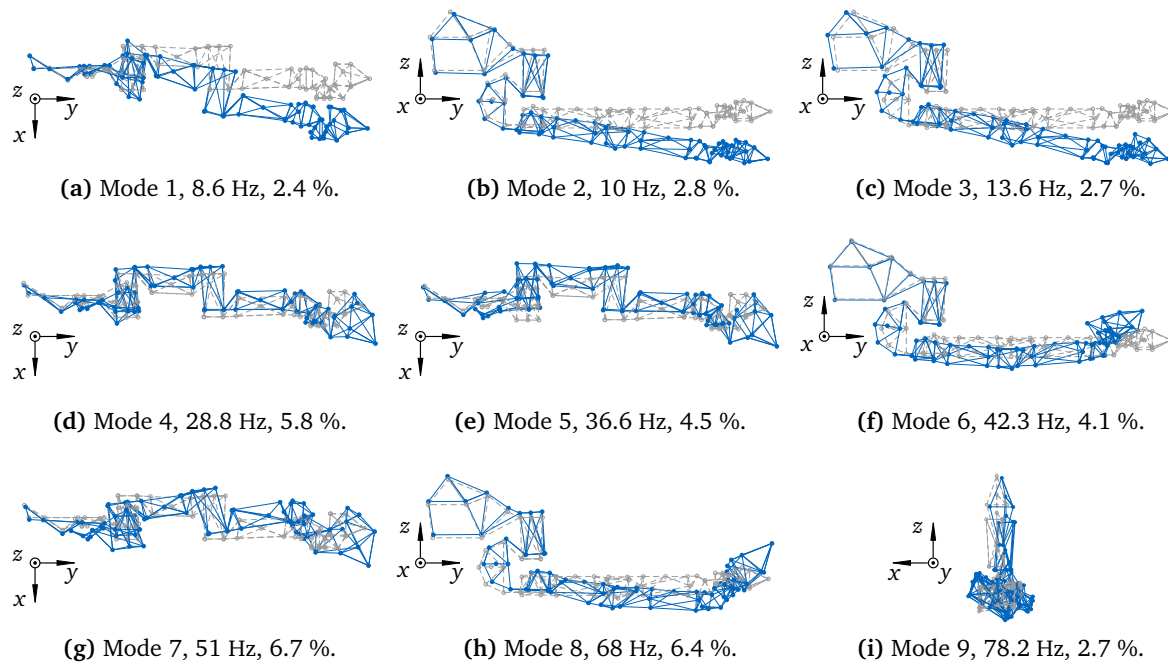 z y x
z x y
z x y
(a) Mode 1, 8.6 Hz, 2.4 %. (b) Mode 2, 10 Hz, 2.8 %. (c) Mode 3, 13.6 Hz, 2.7 %.
z y x
z y x
z x y
(d) Mode 4, 28.8 Hz, 5.8 %. (e) Mode 5, 36.6 Hz, 4.5 %. (f) Mode 6, 42.3 Hz, 4.1 %.
z y x
z x y
z x y
(g) Mode 7, 51 Hz, 6.7 %. (h) Mode 8, 68 Hz, 6.4 %. (i) Mode 9, 78.2 Hz, 2.7 %.